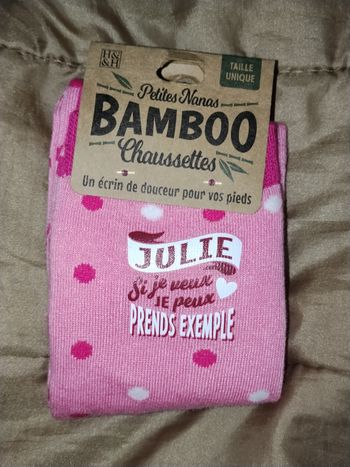 H&
&H
TAILLE
UNIQUE
Petites Nanas
BAMBOO
Chaussettes
Un écrin de douceur pour vos pieds
JULIE
Si je veux
JE peux
PRENDS EXEMPLE